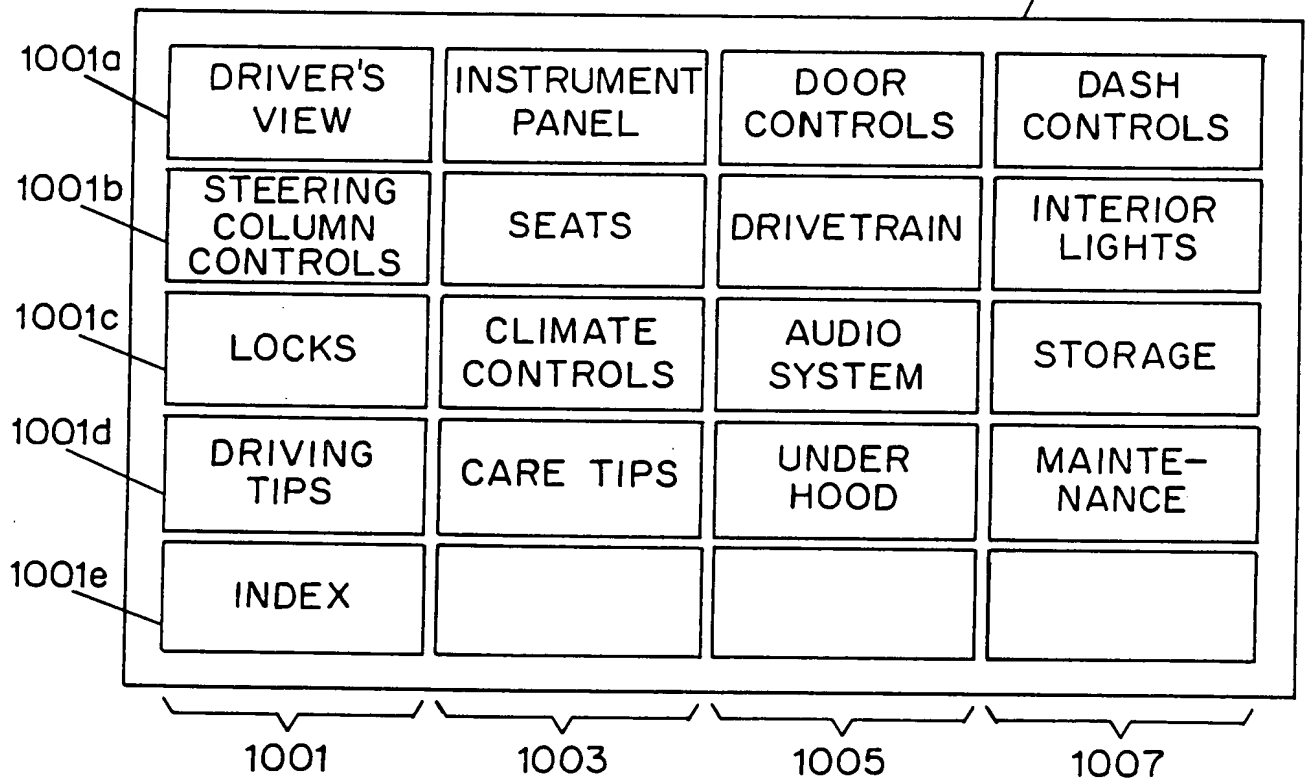 1001a
DRIVER'S
VIEW
INSTRUMENT
PANEL
DOOR
CONTROLS
DASH
CONTROLS
1001b
STEERING
COLUMN
CONTROLS
SEATS
DRIVETRAIN
INTERIOR
LIGHTS
1001c
LOCKS
CLIMATE
CONTROLS
AUDIO
SYSTEM
STORAGE
1001d
DRIVING
TIPS
CARE TIPS
UNDER
HOOD
MAINTE-
NANCE
1001e
INDEX
1001
1003
1005
1007